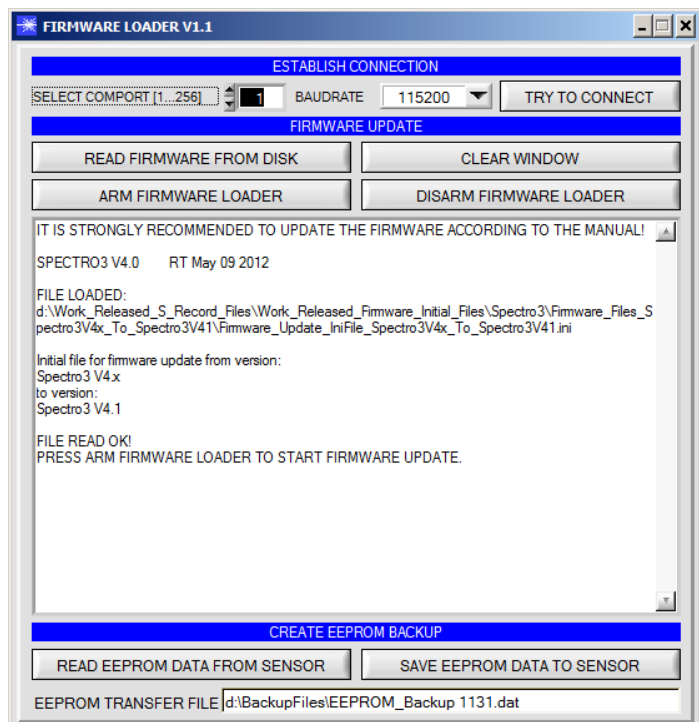 FIRMWARE LOADER V1.1
ESTABLISH CONNECTION
SELECT COMPORT [1...256] 1 BAUDRATE 115200 TRY TO CONNECT
FIRMWARE UPDATE
READ FIRMWARE FROM DISK CLEAR WINDOW
ARM FIRMWARE LOADER DISARM FIRMWARE LOADER
IT IS STRONGLY RECOMMENDED TO UPDATE THE FIRMWARE ACCORDING TO THE MANUAL!
SPECTRO3 V4.0 RT May 09 2012
FILE LOADED:
d:\Work_Released_S_Record_Files\Work_Released_Firmware_Initial_Files\Spectro3\Firmware_Files_S
pectro3V4x_To_Spectro3V41\Firmware_Update_IniFile_Spectro3V4x_To_Spectro3V41.ini
Initial file for firmware update from version:
Spectro3 V4.x
to version:
Spectro3 V4.1
FILE READ OK!
PRESS ARM FIRMWARE LOADER TO START FIRMWARE UPDATE.
CREATE EEPROM BACKUP
READ EEPROM DATA FROM SENSOR SAVE EEPROM DATA TO SENSOR
EEPROM TRANSFER FILE d:\BackupFiles\EEPROM_Backup 1131.dat